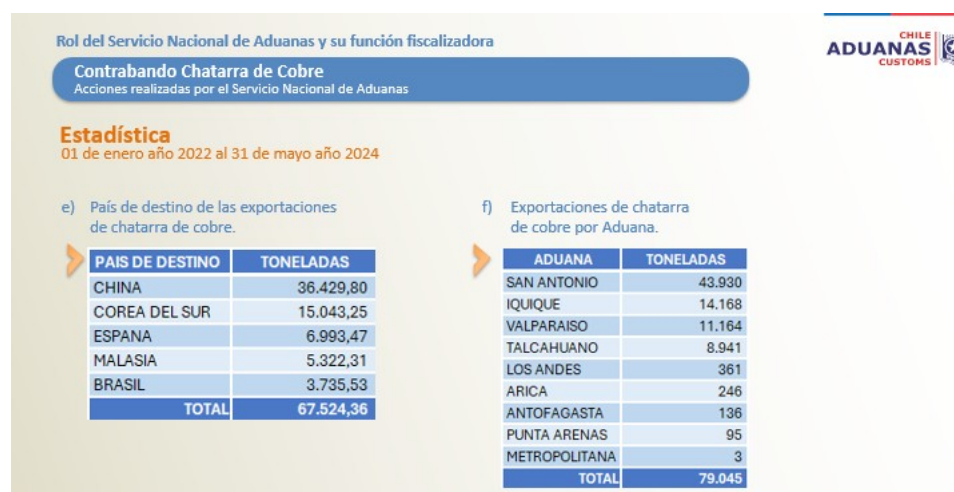 Rol del Servicio Nacional de Aduanas y su función fiscalizadora
CHILE
ADUANAS
CUSTOMS
Contrabando Chatarra de Cobre
Acciones realizadas por el Servicio Nacional de Aduanas
Estadística
01 de enero año 2022 al 31 de mayo año 2024
e) País de destino de las exportaciones
de chatarra de cobre.
PAIS DE DESTINO TONELADAS
CHINA 36.429,80
COREA DEL SUR 15.043,25
ESPANA 6.993,47
MALASIA 5.322,31
BRASIL 3.735,53
TOTAL 67.524,36
f) Exportaciones de chatarra
de cobre por Aduana.
ADUANA TONELADAS
SAN ANTONIO 43.930
IQUIQUE 14.168
VALPARAISO 11.164
TALCAHUANO 8.941
LOS ANDES 361
ARICA 246
ANTOFAGASTA 136
PUNTA ARENAS 95
METROPOLITANA 3
TOTAL 79.045